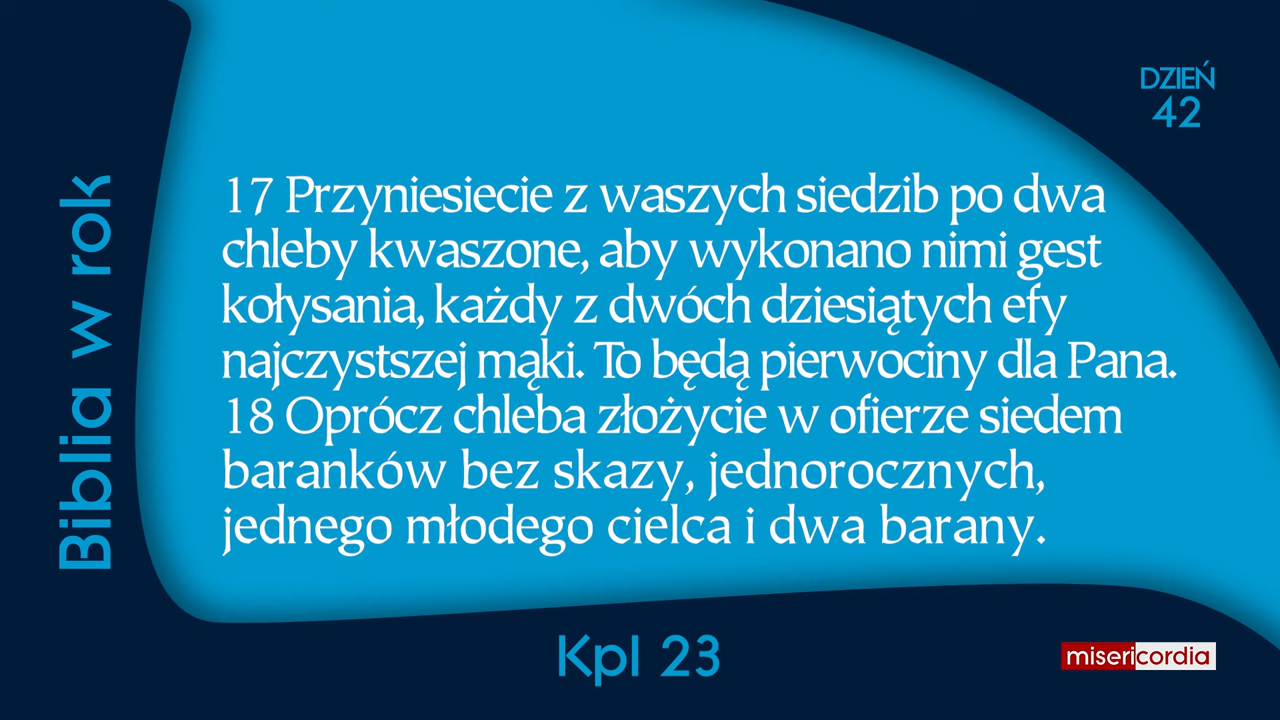 DZIEŃ
42
Biblia w rok
17 Przyniesiecie z waszych siedzib po dwa
chleby kwaszone, aby wykonano nimi gest
kołysania, każdy z dwóch dziesiątych efy
najczystszej mąki. To będą pierwociny dla Pana.
18 Oprócz chleba złożycie w ofierze siedem
baranków bez skazy, jednorocznych,
jednego młodego cielca i dwa barany.
Kpl 23
misericordia